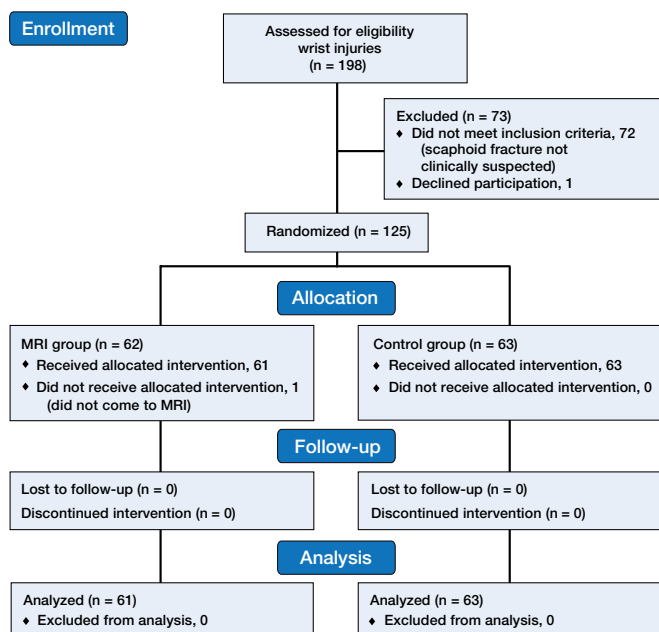 Enrollment
Assessed for eligibility
wrist injuries
(n = 198)
Excluded (n = 73)
♦ Did not meet inclusion criteria, 72
(scaphoid fracture not
clinically suspected)
♦ Declined participation, 1
Randomized (n = 125)
Allocation
MRI group (n = 62)
♦ Received allocated intervention, 61
♦ Did not receive allocated intervention, 1
(did not come to MRI)
Control group (n = 63)
♦ Received allocated intervention, 63
♦ Did not receive allocated intervention, 0
Follow-up
Lost to follow-up (n = 0)
Discontinued intervention (n = 0)
Lost to follow-up (n = 0)
Discontinued intervention (n = 0)
Analysis
Analyzed (n = 61)
♦ Excluded from analysis, 0
Analyzed (n = 63)
♦ Excluded from analysis, 0